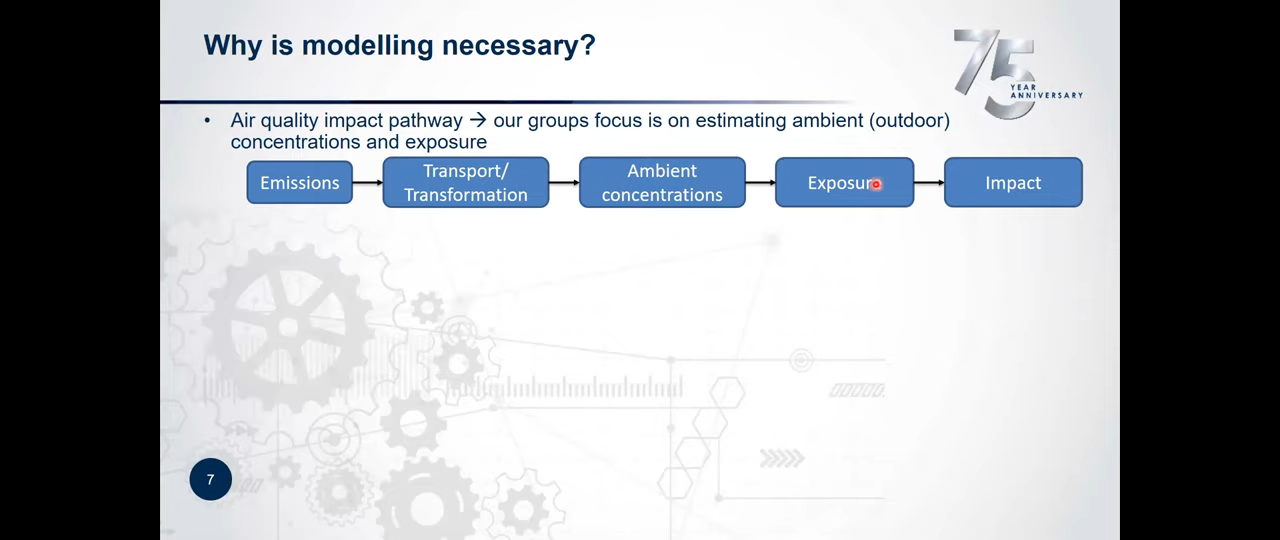 Why is modelling necessary?
75
YEAR
ANNIVERSARY
• Air quality impact pathway → our groups focus is on estimating ambient (outdoor)
concentrations and exposure
Emissions
Transport/
Transformation
Ambient
concentrations
Exposure
Impact
7